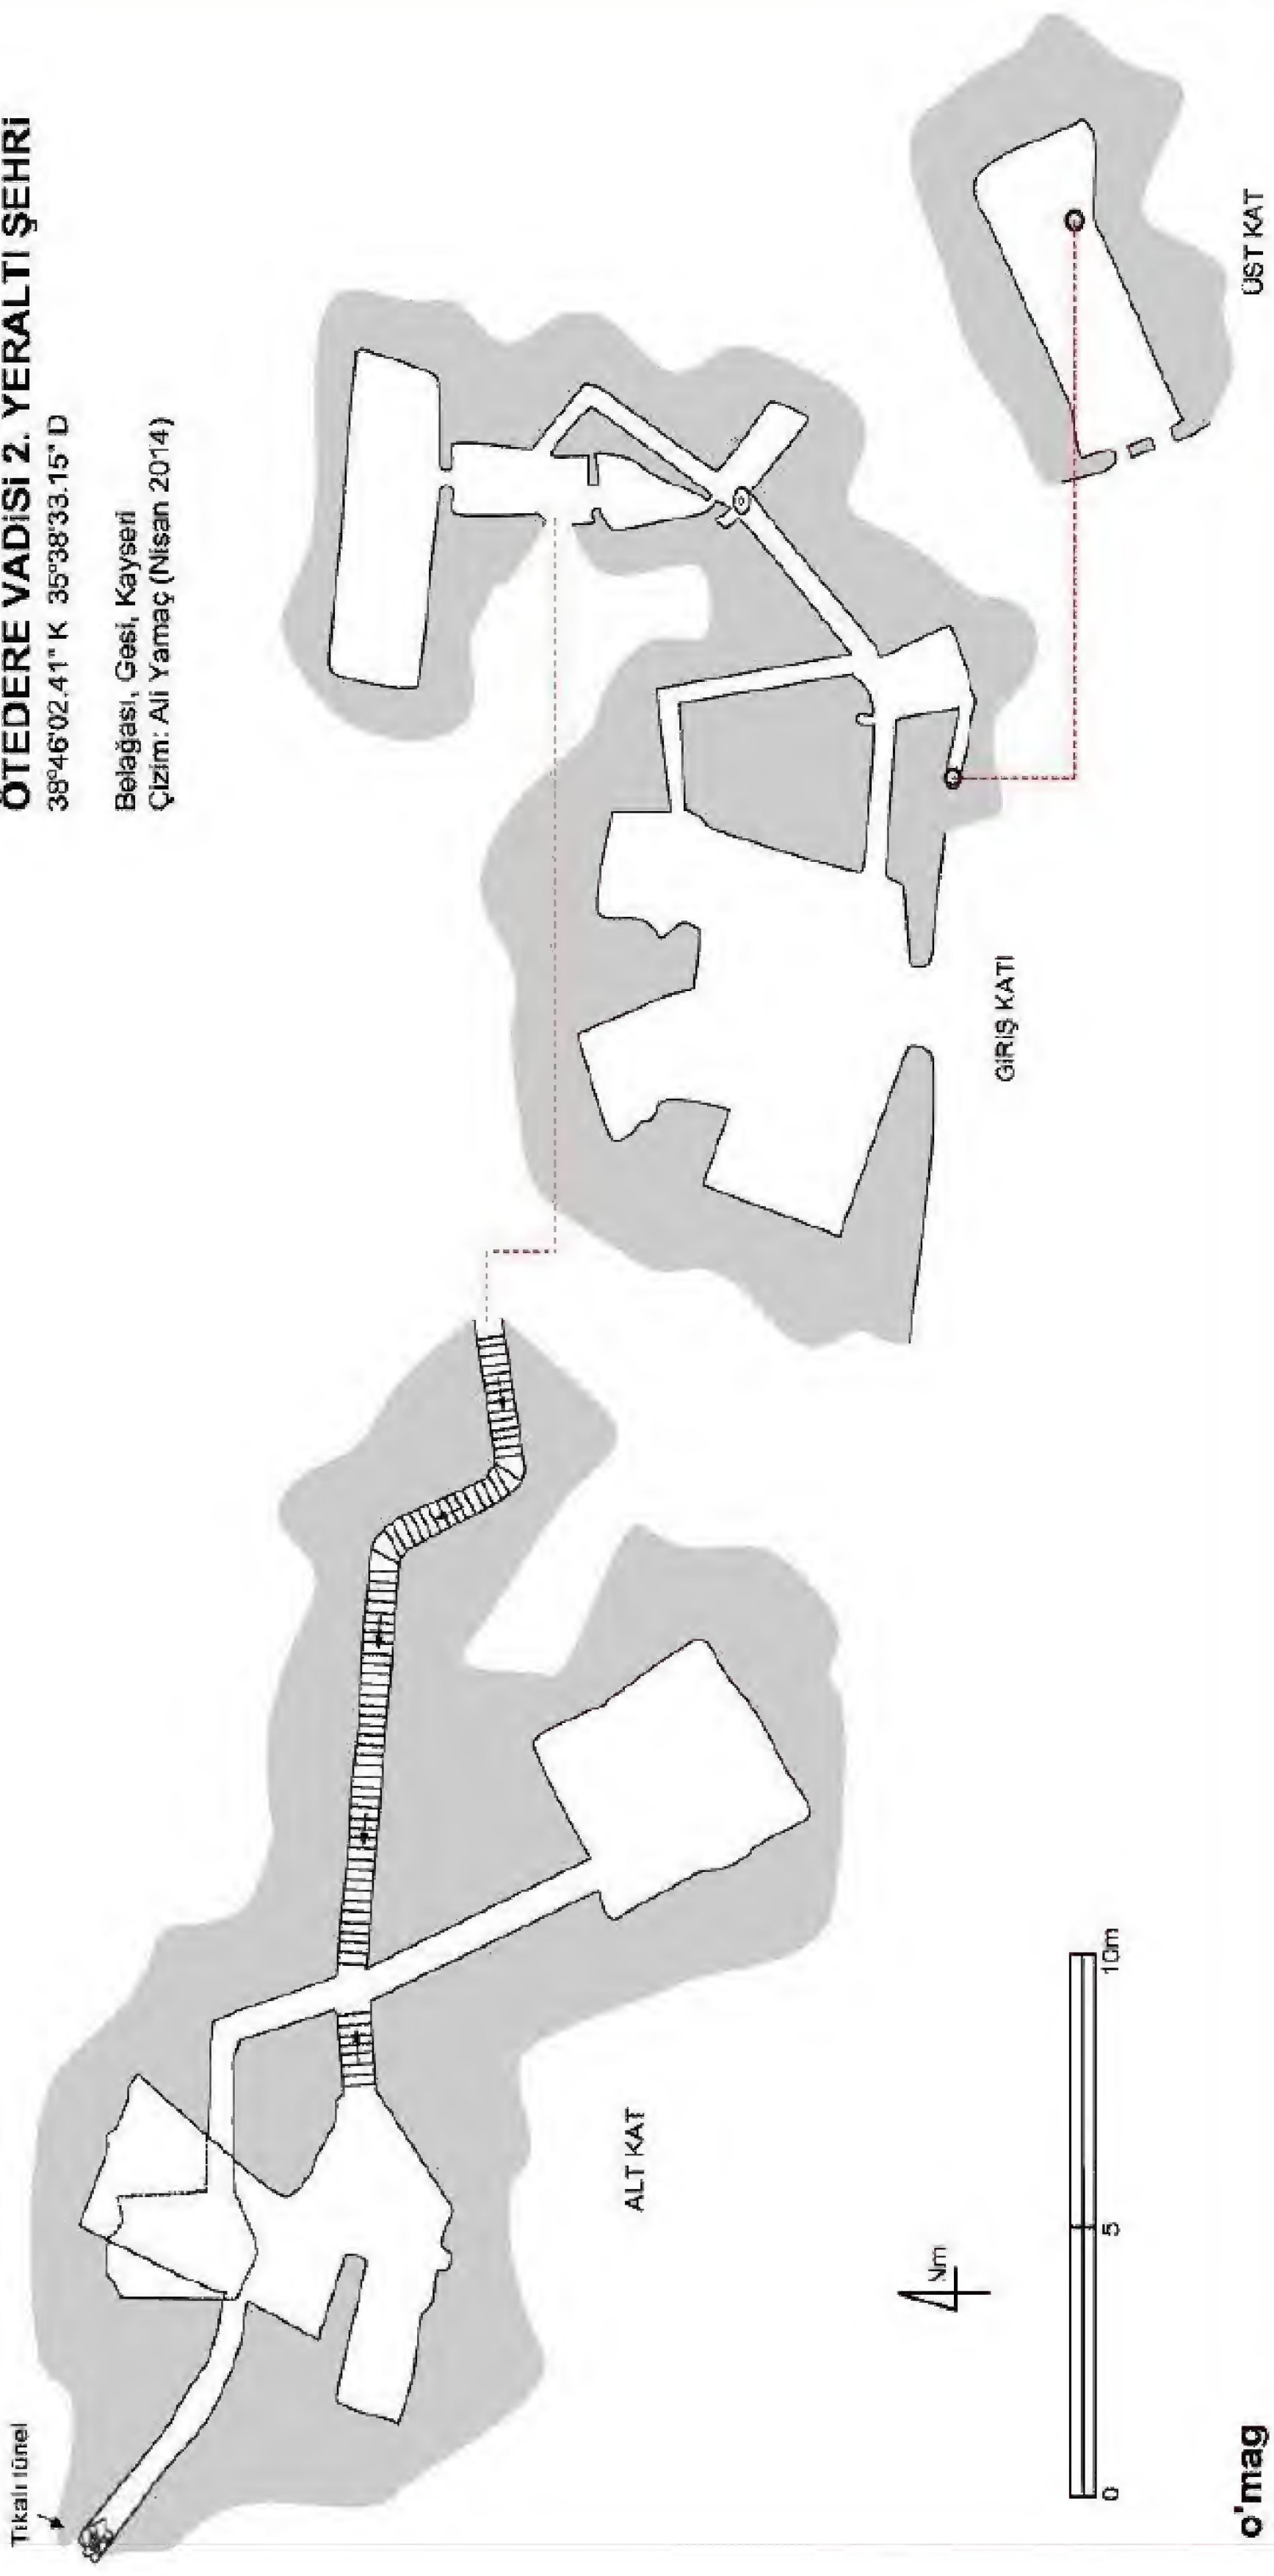 ÖTEDERE VADİSİ 2. YERALTI ŞEHRİ
38°46'02.41" K 35°38'33.15" D
Belağası, Gesi, Kayseri
Çizim: Ali Yamaç (Nisan 2014)
ÜST KAT
GİRİŞ KATI
ALT KAT
Tıkalı tünel
Nm
0 5 10m
o'mag